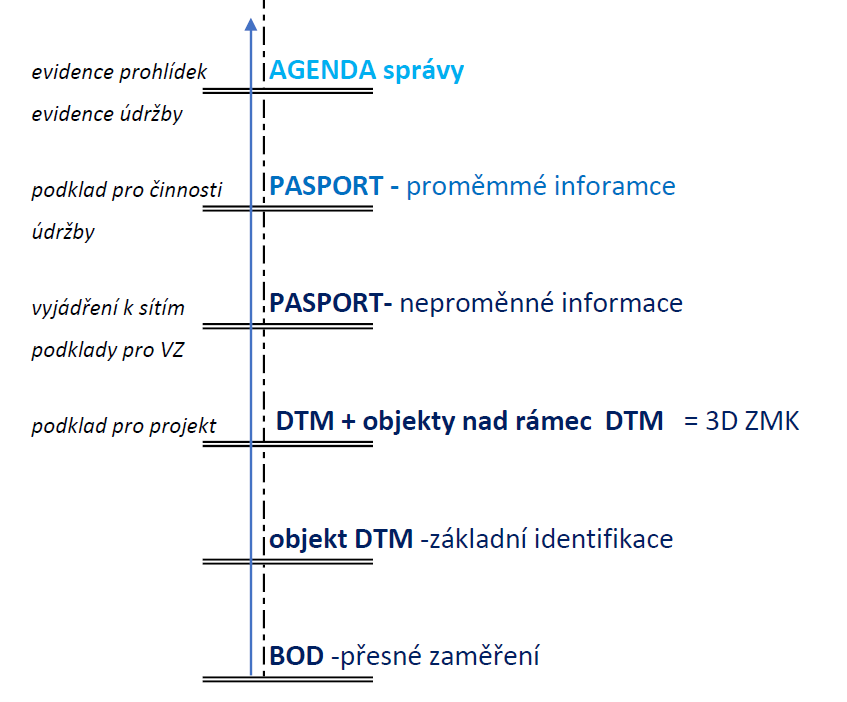 evidence prohlídek AGENDA správy
evidence údržby
podklad pro činnosti PASPORT - proměmmé inforamce
údržby
vyjádření k sítím PASPORT- neproměnné informace
podklady pro VZ
podklad pro projekt DTM + objekty nad rámec DTM = 3D ZMK
objekt DTM -základní identifikace
BOD -přesné zaměření